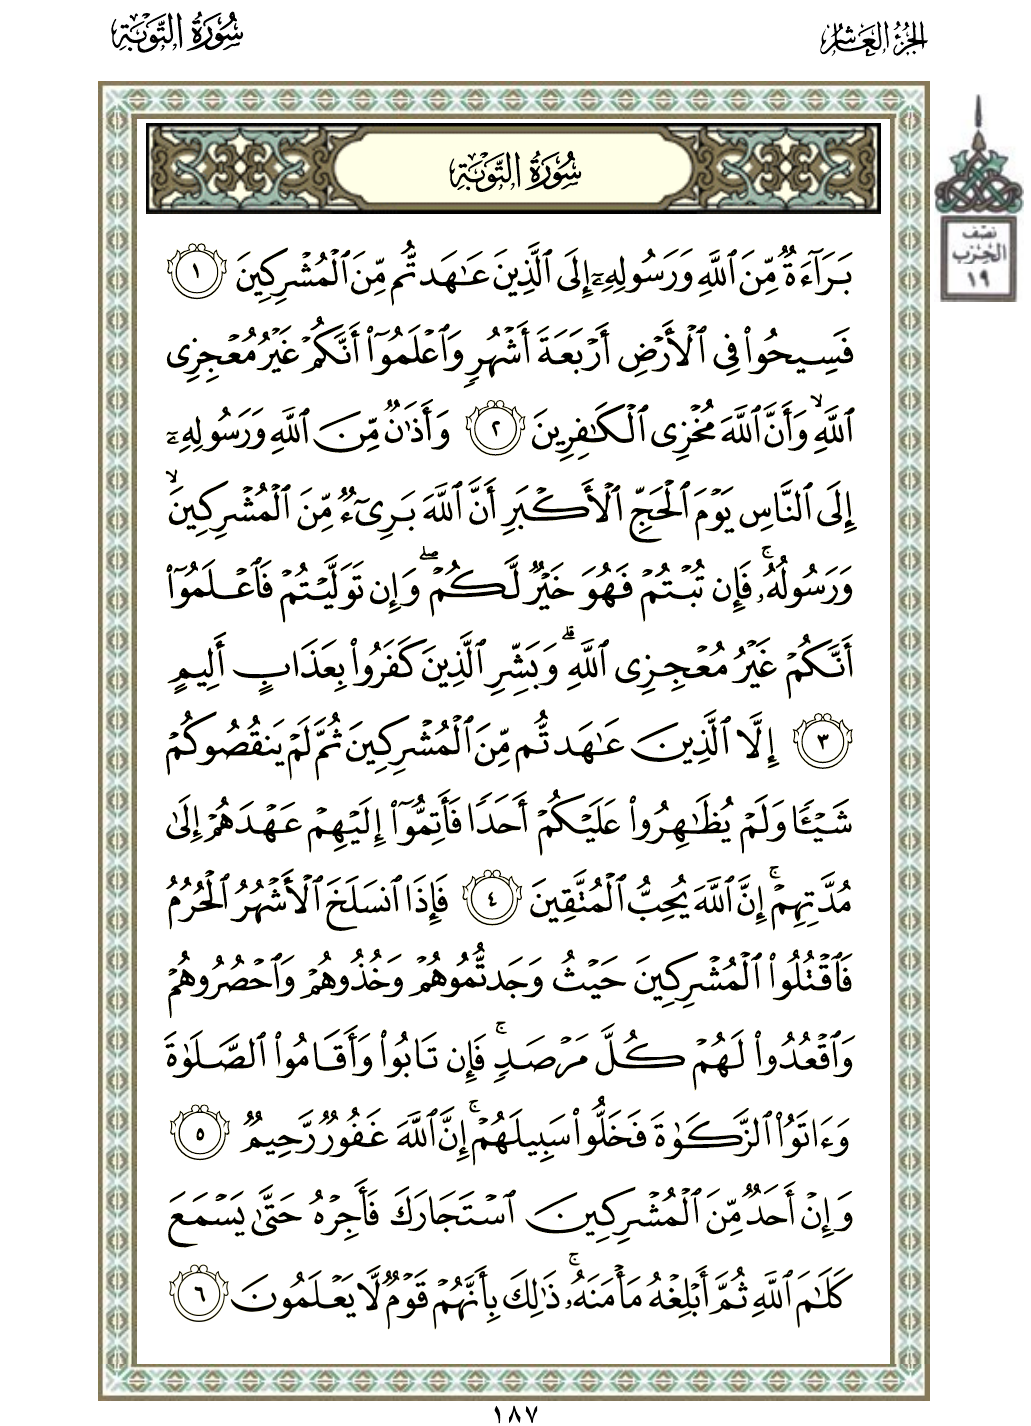 الجزء العاشر
سورة التوبة
سُورَةُ التَّوْبَةِ
نصف
الحزب
١٩
بَرَآءَةٌ مِّنَ ٱللَّهِ وَرَسُولِهِۦٓ إِلَى ٱلَّذِينَ عَـٰهَدتُّم مِّنَ ٱلْمُشْرِكِينَ ١
فَسِيحُوا۟ فِى ٱلْأَرْضِ أَرْبَعَةَ أَشْهُرٍ وَٱعْلَمُوٓا۟ أَنَّكُمْ غَيْرُ مُعْجِزِى
ٱللَّهِ ۙ وَأَنَّ ٱللَّهَ مُخْزِى ٱلْكَـٰفِرِينَ ٢ وَأَذَٰنٌ مِّنَ ٱللَّهِ وَرَسُولِهِۦٓ
إِلَى ٱلنَّاسِ يَوْمَ ٱلْحَجِّ ٱلْأَكْبَرِ أَنَّ ٱللَّهَ بَرِىٓءٌ مِّنَ ٱلْمُشْرِكِينَ ۙ
وَرَسُولُهُۥ ۚ فَإِن تُبْتُمْ فَهُوَ خَيْرٌ لَّكُمْ ۖ وَإِن تَوَلَّيْتُمْ فَٱعْلَمُوٓا۟
أَنَّكُمْ غَيْرُ مُعْجِزِى ٱللَّهِ ۗ وَبَشِّرِ ٱلَّذِينَ كَفَرُوا۟ بِعَذَابٍ أَلِيمٍ
٣ إِلَّا ٱلَّذِينَ عَـٰهَدتُّم مِّنَ ٱلْمُشْرِكِينَ ثُمَّ لَمْ يَنقُصُوكُمْ
شَيْـًٔا وَلَمْ يُظَـٰهِرُوا۟ عَلَيْكُمْ أَحَدًا فَأَتِمُّوٓا۟ إِلَيْهِمْ عَهْدَهُمْ إِلَىٰ
مُدَّتِهِمْ ۚ إِنَّ ٱللَّهَ يُحِبُّ ٱلْمُتَّقِينَ ٤ فَإِذَا ٱنسَلَخَ ٱلْأَشْهُرُ ٱلْحُرُمُ
فَٱقْتُلُوا۟ ٱلْمُشْرِكِينَ حَيْثُ وَجَدتُّمُوهُمْ وَخُذُوهُمْ وَٱحْصُرُوهُمْ
وَٱقْعُدُوا۟ لَهُمْ كُلَّ مَرْصَدٍ ۚ فَإِن تَابُوا۟ وَأَقَامُوا۟ ٱلصَّلَوٰةَ
وَءَاتَوُا۟ ٱلزَّكَوٰةَ فَخَلُّوا۟ سَبِيلَهُمْ ۚ إِنَّ ٱللَّهَ غَفُورٌ رَّحِيمٌ ٥
وَإِنْ أَحَدٌ مِّنَ ٱلْمُشْرِكِينَ ٱسْتَجَارَكَ فَأَجِرْهُ حَتَّىٰ يَسْمَعَ
كَلَـٰمَ ٱللَّهِ ثُمَّ أَبْلِغْهُ مَأْمَنَهُۥ ۚ ذَٰلِكَ بِأَنَّهُمْ قَوْمٌ لَّا يَعْلَمُونَ ٦
١٨٧